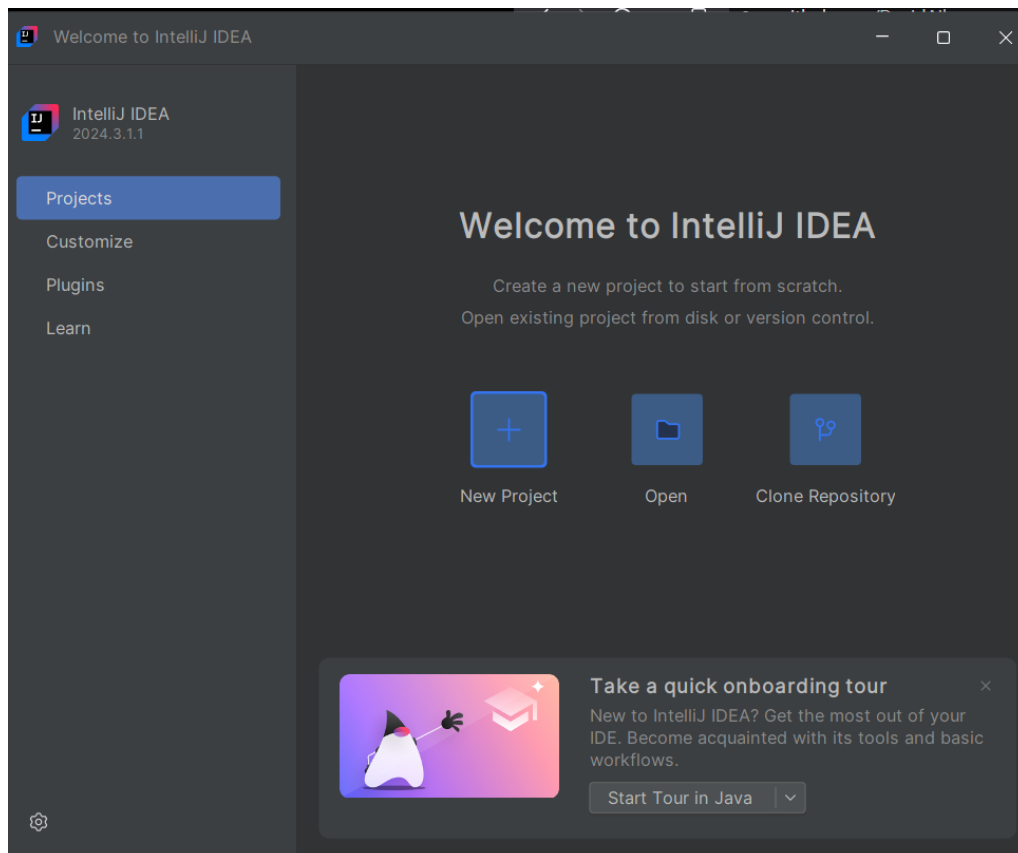 Welcome to IntelliJ IDEA
IJ
IntelliJ IDEA
2024.3.1.1
Projects
Customize
Plugins
Learn
Welcome to IntelliJ IDEA
Create a new project to start from scratch.
Open existing project from disk or version control.
New Project
Open
Clone Repository
Take a quick onboarding tour
New to IntelliJ IDEA? Get the most out of your
IDE. Become acquainted with its tools and basic
workflows.
Start Tour in Java